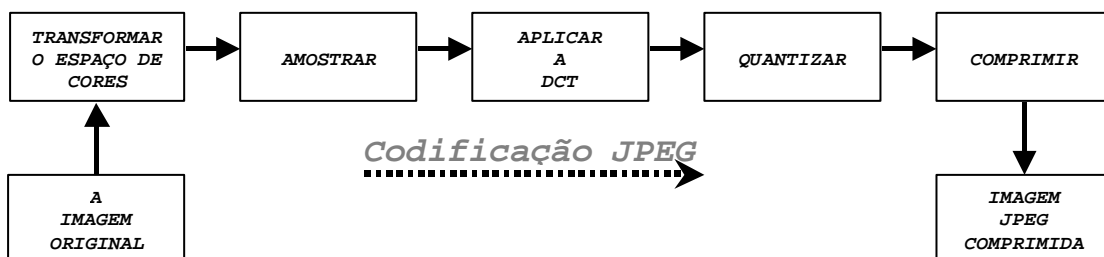 TRANSFORMAR
O ESPAÇO DE
CORES
AMOSTRAR
APLICAR
A
DCT
QUANTIZAR
COMPRIMIR
Codificação JPEG
A
IMAGEM
ORIGINAL
IMAGEM
JPEG
COMPRIMIDA